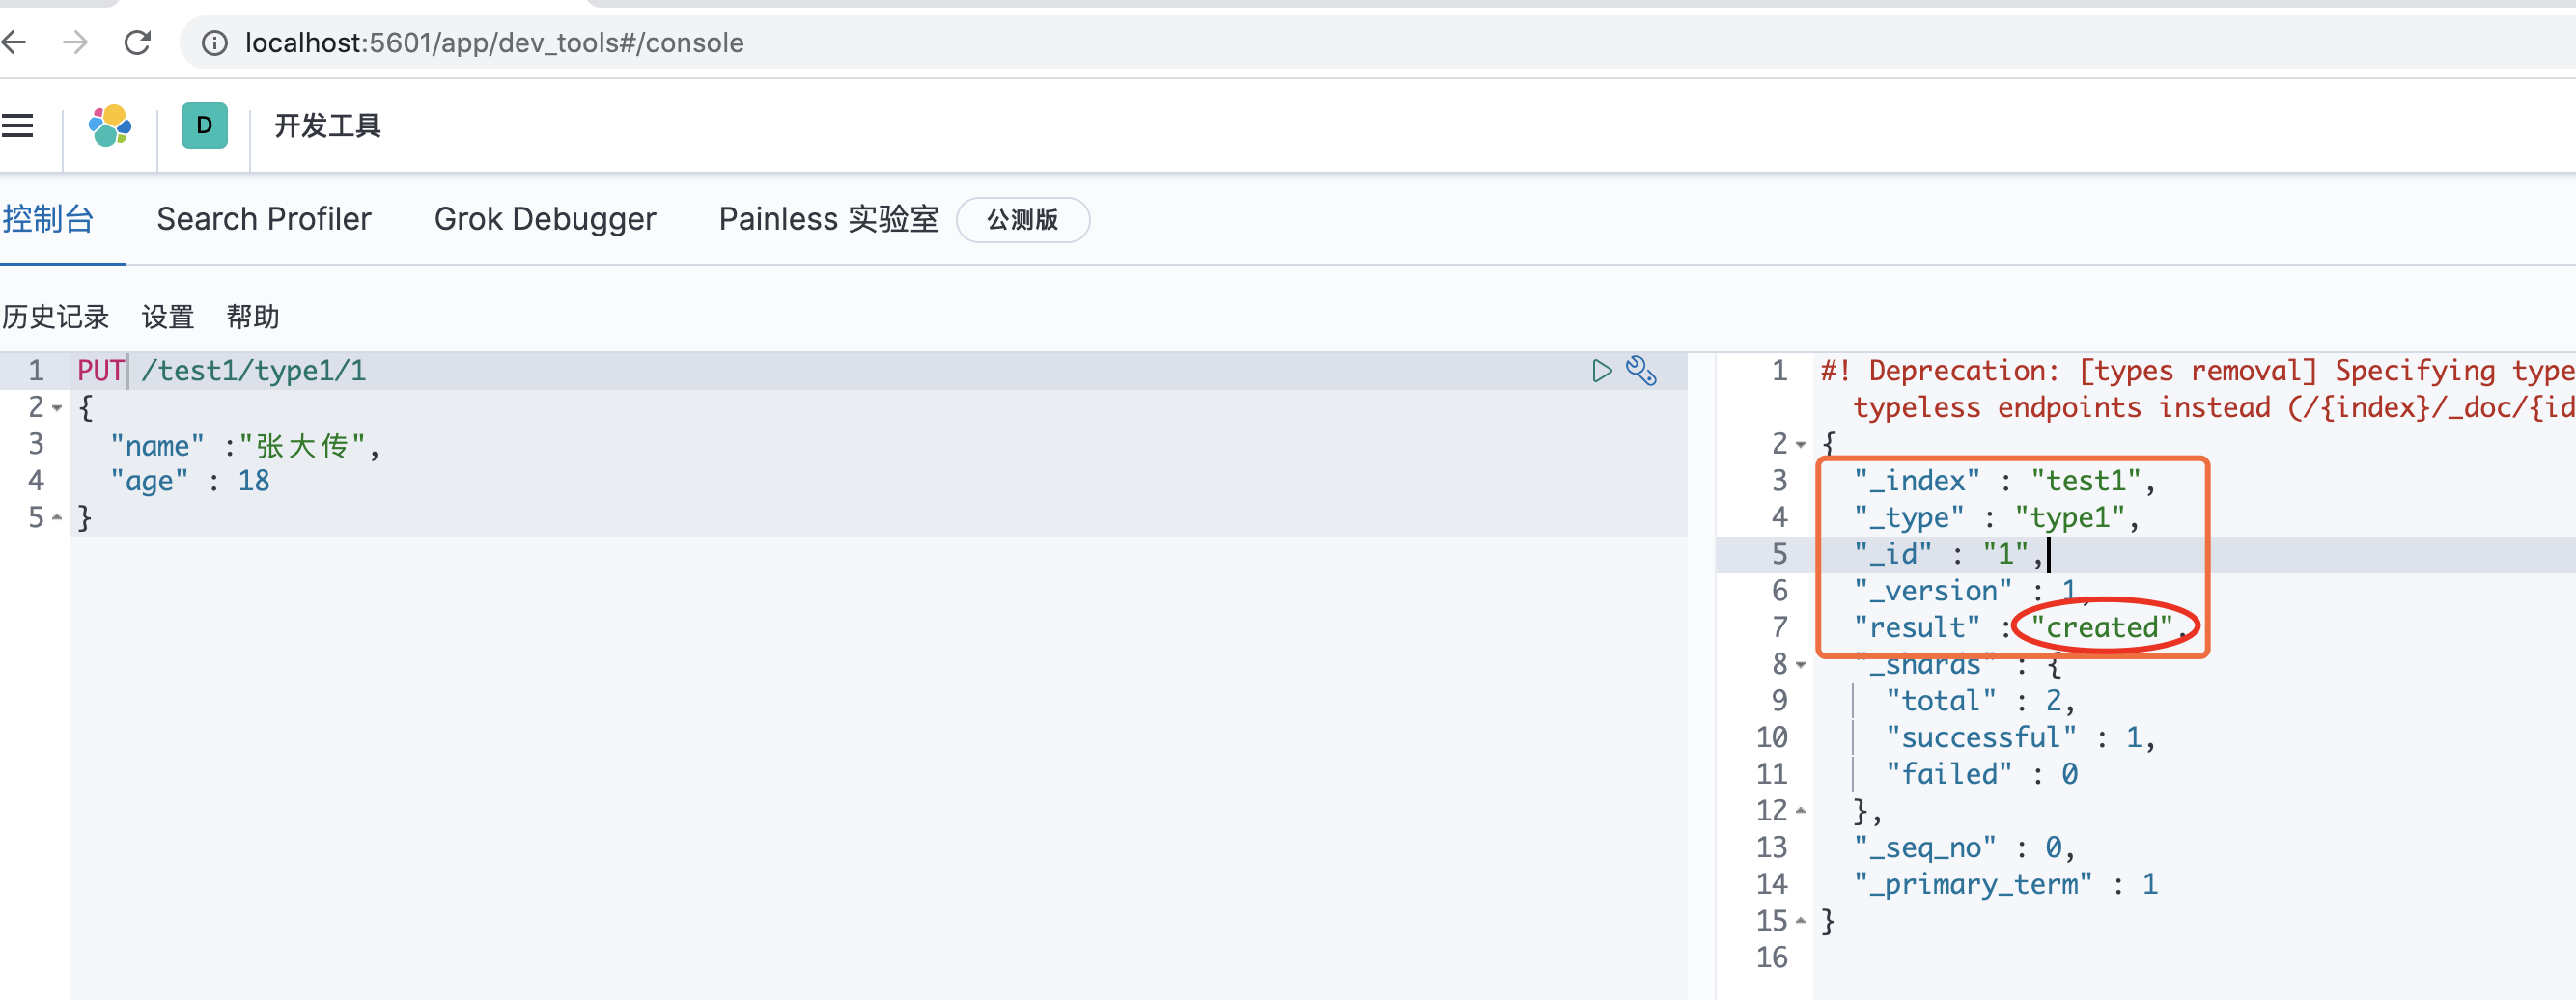 localhost:5601/app/dev_tools#/console
D 开发工具
控制台 Search Profiler Grok Debugger Painless 实验室 公测版
历史记录 设置 帮助
1 PUT /test1/type1/1
2 {
3 "name" :"张大传",
4 "age" : 18
5 }
1 #! Deprecation: [types removal] Specifying type
typeless endpoints instead (/{index}/_doc/{id
2 {
3 "_index" : "test1",
4 "_type" : "type1",
5 "_id" : "1",
6 "_version" : 1,
7 "result" : "created",
8 "_shards" : {
9 "total" : 2,
10 "successful" : 1,
11 "failed" : 0
12 },
13 "_seq_no" : 0,
14 "_primary_term" : 1
15 }
16